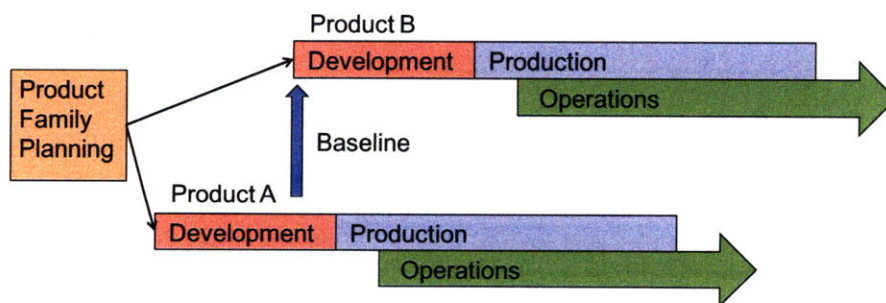 Product B
Development
Production
Operations
Product
Family
Planning
Baseline
Product A
Development
Production
Operations